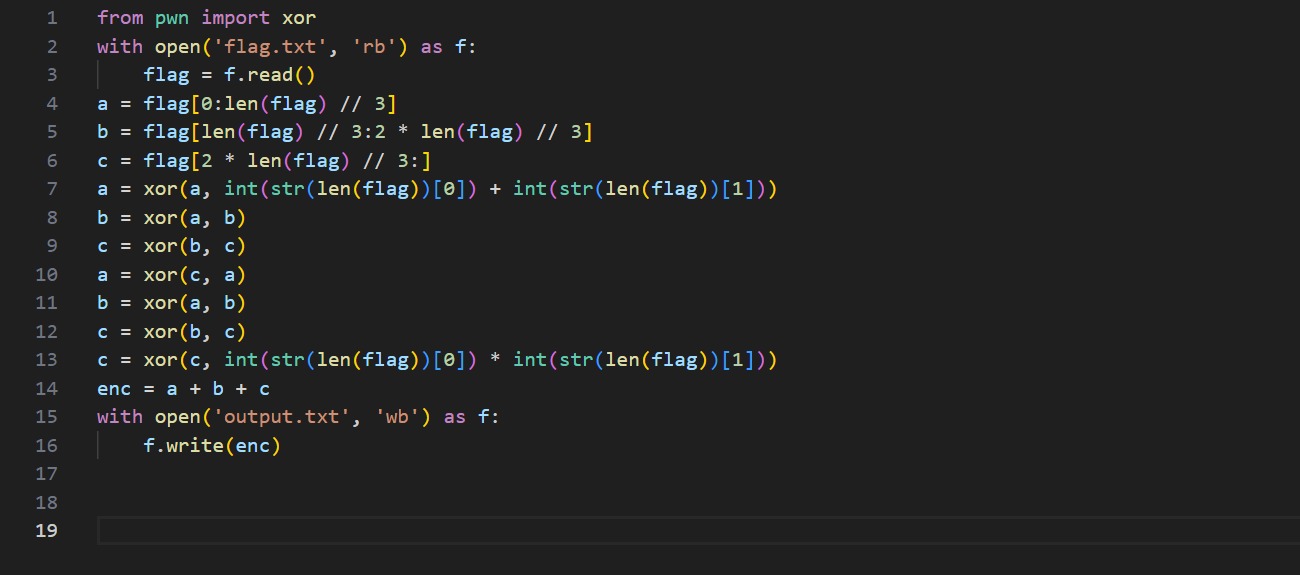 1 from pwn import xor
2 with open('flag.txt', 'rb') as f:
3     flag = f.read()
4 a = flag[0:len(flag) // 3]
5 b = flag[len(flag) // 3:2 * len(flag) // 3]
6 c = flag[2 * len(flag) // 3:]
7 a = xor(a, int(str(len(flag))[0]) + int(str(len(flag))[1]))
8 b = xor(a, b)
9 c = xor(b, c)
10 a = xor(c, a)
11 b = xor(a, b)
12 c = xor(b, c)
13 c = xor(c, int(str(len(flag))[0]) * int(str(len(flag))[1]))
14 enc = a + b + c
15 with open('output.txt', 'wb') as f:
16     f.write(enc)
17
18
19